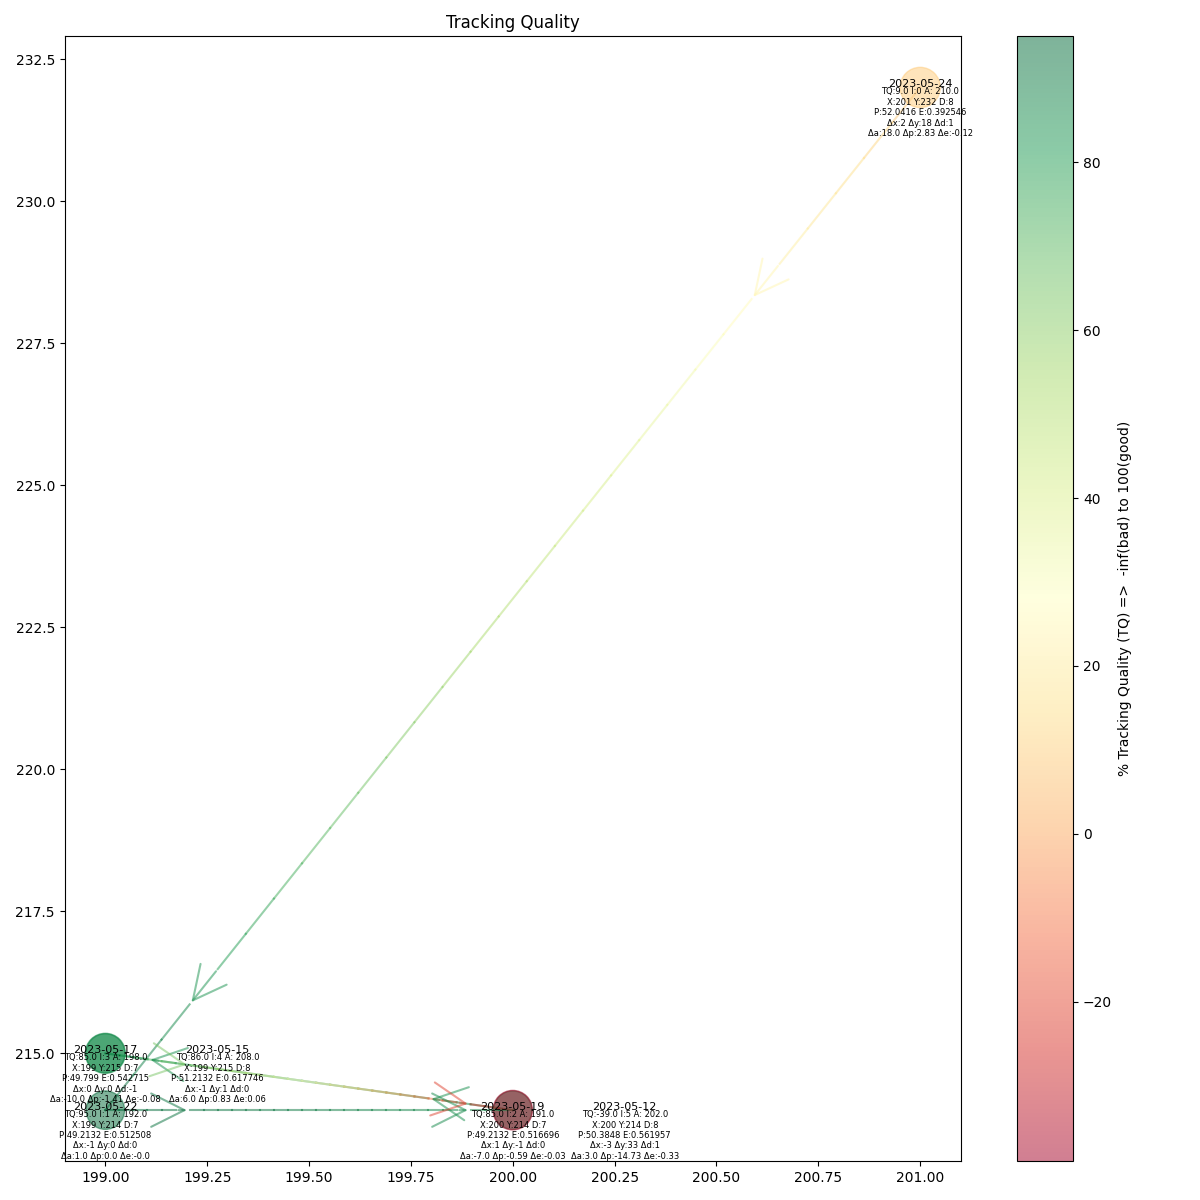 Tracking Quality
232.5
230.0
227.5
225.0
222.5
220.0
217.5
215.0
2023-05-24
TQ:9.0 I:0 A: 210.0
X:201 Y:232 D:8
P:52.0416 E:0.392546
Δx:2 Δy:18 Δd:1
Δa:18.0 Δp:2.83 Δe:-0.12
2023-05-17
TQ:85.0 I:3 A: 198.0
X:199 Y:215 D:7
P:49.799 E:0.542715
Δx:0 Δy:0 Δd:-1
Δa:-10.0 Δp:-1.41 Δe:-0.08
2023-05-15
TQ:86.0 I:4 A: 208.0
X:199 Y:215 D:8
P:51.2132 E:0.617746
Δx:-1 Δy:1 Δd:0
Δa:6.0 Δp:0.83 Δe:0.06
2023-05-22
TQ:95.0 I:1 A: 192.0
X:199 Y:214 D:7
P:49.2132 E:0.512508
Δx:-1 Δy:0 Δd:0
Δa:1.0 Δp:0.0 Δe:-0.0
2023-05-19
TQ:85.0 I:2 A: 191.0
X:200 Y:214 D:7
P:49.2132 E:0.516696
Δx:1 Δy:-1 Δd:0
Δa:-7.0 Δp:-0.59 Δe:-0.03
2023-05-12
TQ:-39.0 I:5 A: 202.0
X:200 Y:214 D:8
P:50.3848 E:0.561957
Δx:-3 Δy:33 Δd:1
Δa:3.0 Δp:-14.73 Δe:-0.33
199.00
199.25
199.50
199.75
200.00
200.25
200.50
200.75
201.00
80
60
40
20
0
−20
% Tracking Quality (TQ) => -inf(bad) to 100(good)